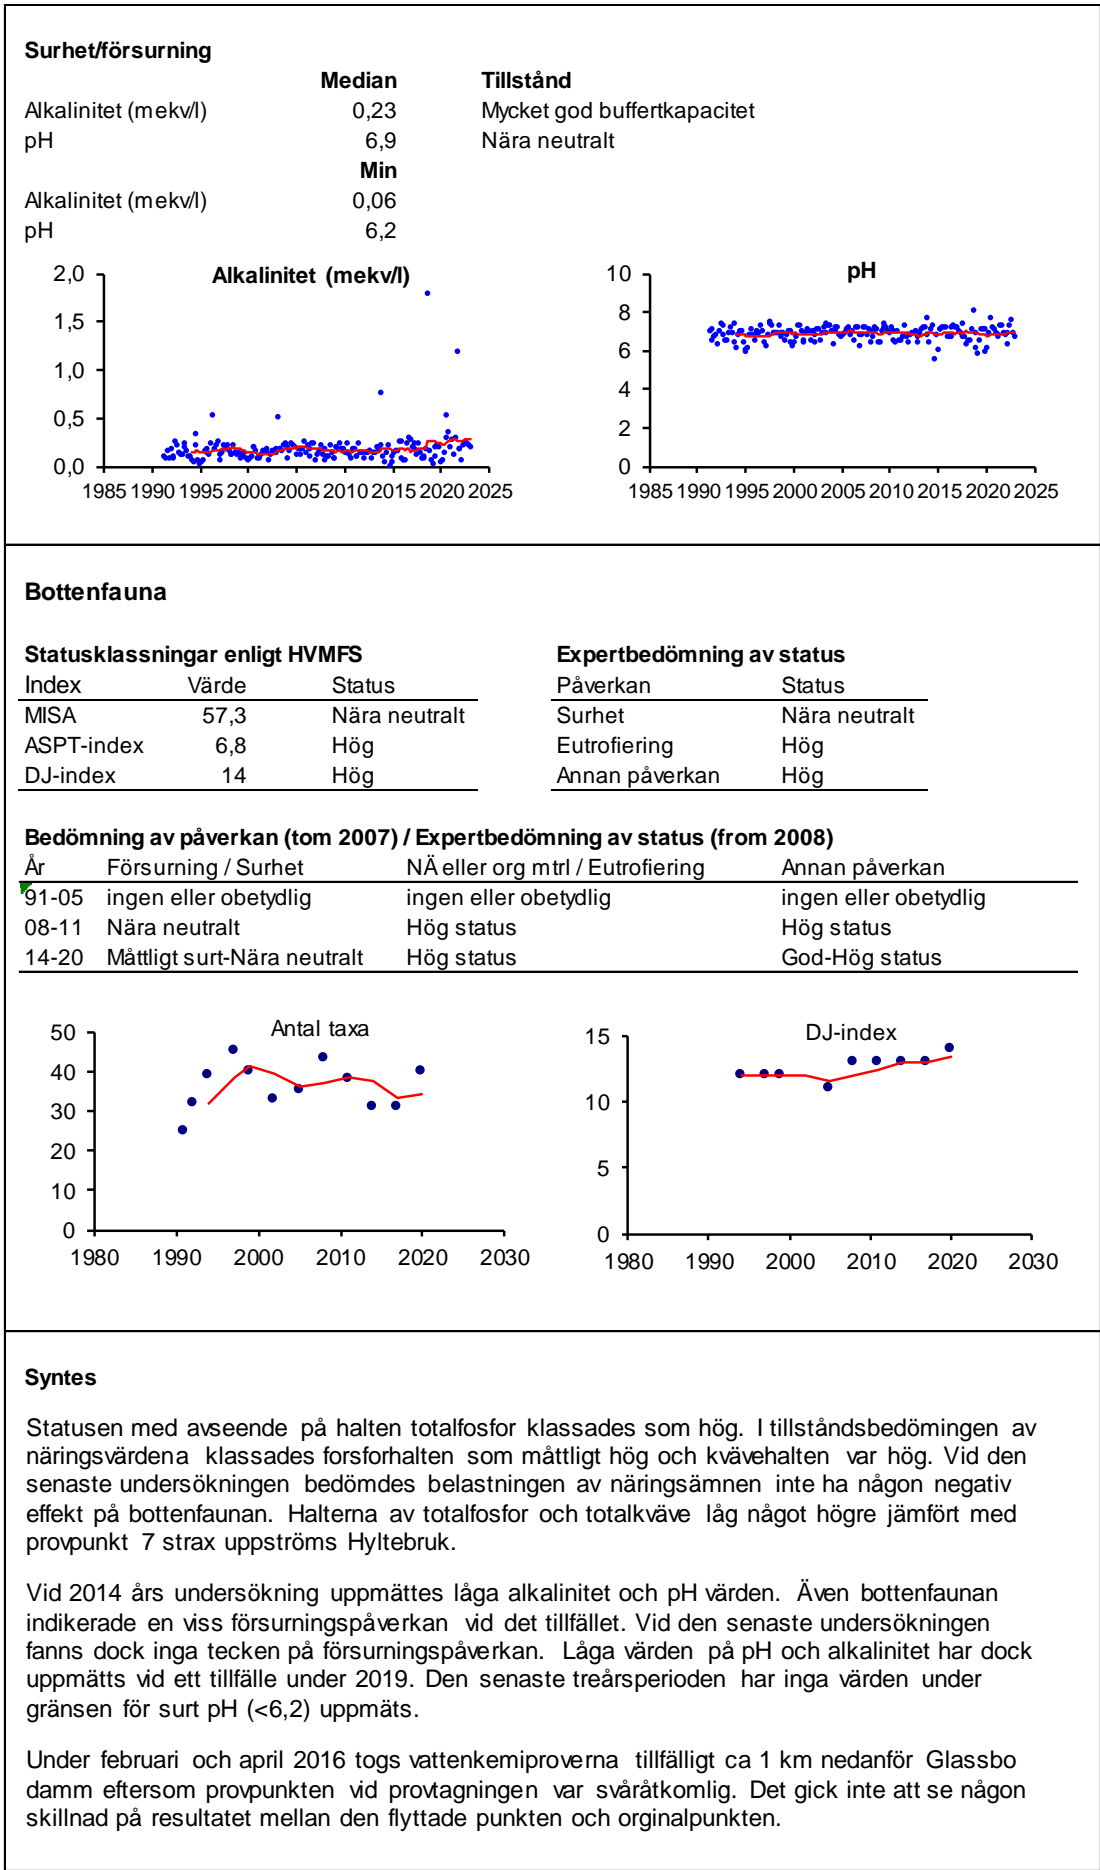 Surhet/försurning
Median Tillstånd
Alkalinitet (mekv/l) 0,23 Mycket god buffertkapacitet
pH 6,9 Nära neutralt
Min
Alkalinitet (mekv/l) 0,06
pH 6,2
Alkalinitet (mekv/l)
2,0
1,5
1,0
0,5
0,0
1985 1990 1995 2000 2005 2010 2015 2020 2025
pH
10
8
6
4
2
0
1985 1990 1995 2000 2005 2010 2015 2020 2025
Bottenfauna
Statusklassningar enligt HVMFS
Index Värde Status
MISA 57,3 Nära neutralt
ASPT-index 6,8 Hög
DJ-index 14 Hög
Expertbedömning av status
Påverkan Status
Surhet Nära neutralt
Eutrofiering Hög
Annan påverkan Hög
Bedömning av påverkan (tom 2007) / Expertbedömning av status (from 2008)
År Försurning / Surhet NÄ eller org mtrl / Eutrofiering Annan påverkan
91-05 ingen eller obetydlig ingen eller obetydlig ingen eller obetydlig
08-11 Nära neutralt Hög status Hög status
14-20 Måttligt surt-Nära neutralt Hög status God-Hög status
Antal taxa
50
40
30
20
10
0
1980 1990 2000 2010 2020 2030
DJ-index
15
10
5
0
1980 1990 2000 2010 2020 2030
Syntes
Statusen med avseende på halten totalfosfor klassades som hög. I tillståndsbedömingen av
näringsvärdena klassades forsforhalten som måttligt hög och kvävehalten var hög. Vid den
senaste undersökningen bedömdes belastningen av näringsämnen inte ha någon negativ
effekt på bottenfaunan. Halterna av totalfosfor och totalkväve låg något högre jämfört med
provpunkt 7 strax uppströms Hyltebruk.
Vid 2014 års undersökning uppmättes låga alkalinitet och pH värden. Även bottenfaunan
indikerade en viss försurningspåverkan vid det tillfället. Vid den senaste undersökningen
fanns dock inga tecken på försurningspåverkan. Låga värden på pH och alkalinitet har dock
uppmätts vid ett tillfälle under 2019. Den senaste treårsperioden har inga värden under
gränsen för surt pH (<6,2) uppmäts.
Under februari och april 2016 togs vattenkemiproverna tillfälligt ca 1 km nedanför Glassbo
damm eftersom provpunkten vid provtagningen var svåråtkomlig. Det gick inte att se någon
skillnad på resultatet mellan den flyttade punkten och orginalpunkten.